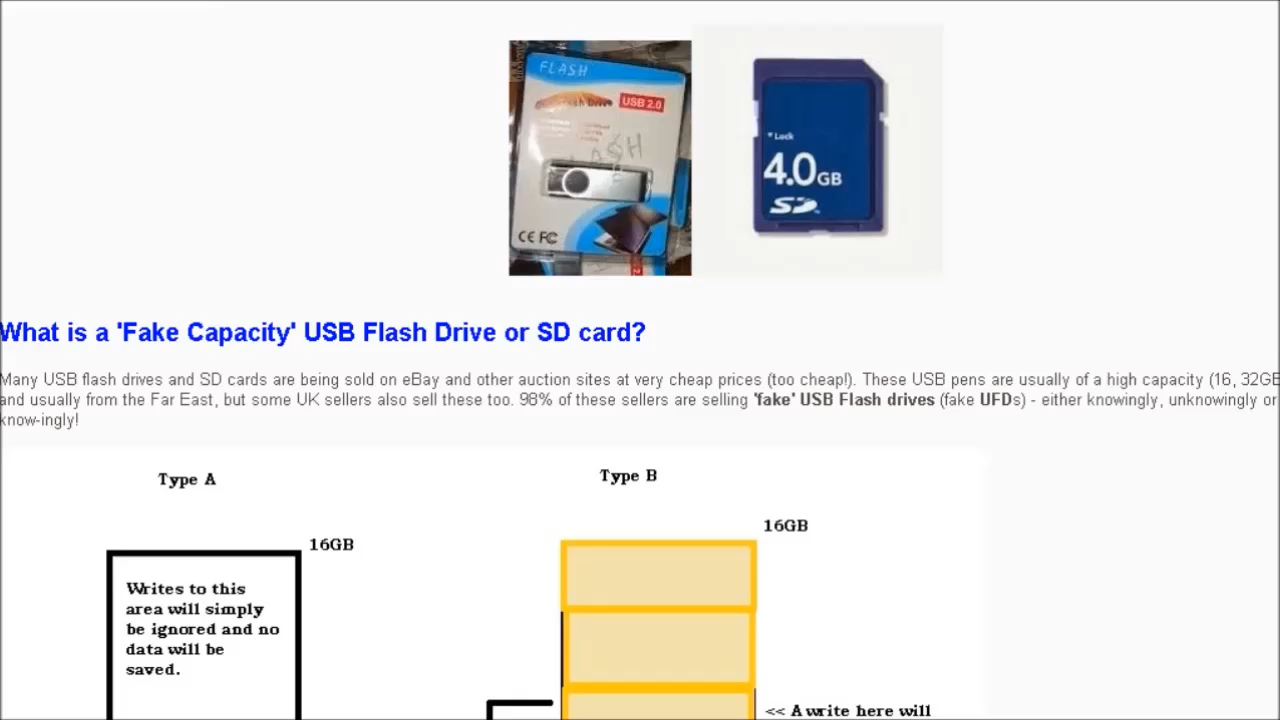 FLASH
USB 2.0
Lock
4.0GB
SD
CE FC
What is a 'Fake Capacity' USB Flash Drive or SD card?
Many USB flash drives and SD cards are being sold on eBay and other auction sites at very cheap prices (too cheap!). These USB pens are usually of a high capacity (16, 32GB
and usually from the Far East, but some UK sellers also sell these too. 98% of these sellers are selling 'fake' USB Flash drives (fake UFDs) - either knowingly, unknowingly or
know-ingly!
Type A
Type B
16GB
16GB
Writes to this
area will simply
be ignored and no
data will be
saved.
<< A write here will